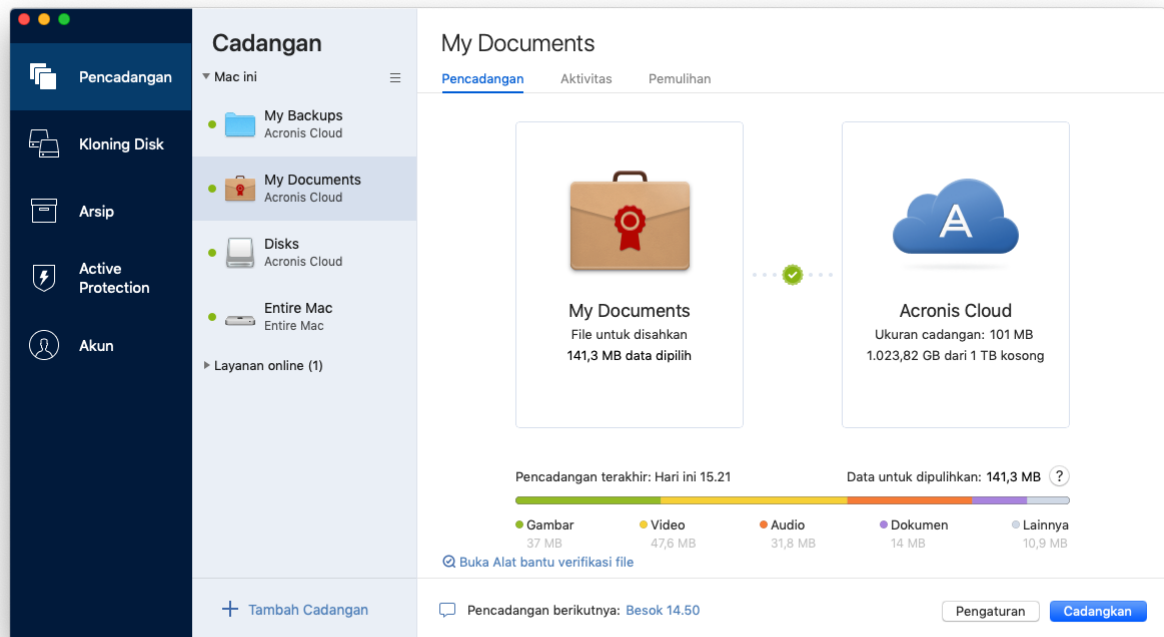 Pencadangan
Kloning Disk
Arsip
Active
Protection
Akun
Cadangan
Mac ini
My Backups
Acronis Cloud
My Documents
Acronis Cloud
Disks
Acronis Cloud
Entire Mac
Entire Mac
Layanan online (1)
Tambah Cadangan
My Documents
Pencadangan Aktivitas Pemulihan
My Documents
File untuk disahkan
141,3 MB data dipilih
A
Acronis Cloud
Ukuran cadangan: 101 MB
1.023,82 GB dari 1 TB kosong
Pencadangan terakhir: Hari ini 15.21
Data untuk dipulihkan: 141,3 MB ?
Gambar Video Audio Dokumen Lainnya
37 MB 47,6 MB 31,8 MB 14 MB 10,9 MB
Buka Alat bantu verifikasi file
Pencadangan berikutnya: Besok 14.50
Pengaturan Cadangkan